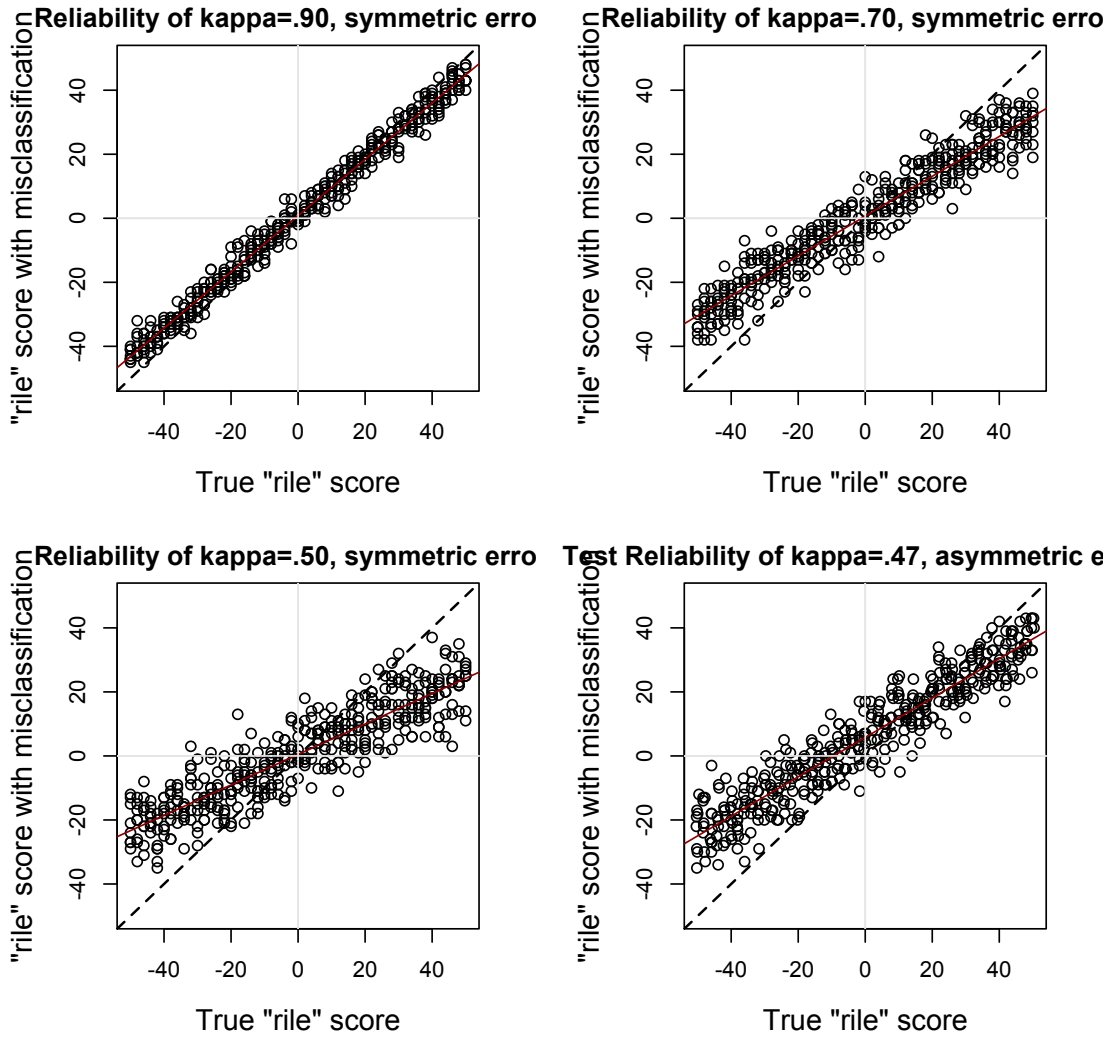 Reliability of kappa=.90, symmetric erro
"rile" score with misclassification
40
20
0
-20
-40
-40 -20 0 20 40
True "rile" score
Reliability of kappa=.70, symmetric erro
"rile" score with misclassification
40
20
0
-20
-40
-40 -20 0 20 40
True "rile" score
Reliability of kappa=.50, symmetric erro
"rile" score with misclassification
40
20
0
-20
-40
-40 -20 0 20 40
True "rile" score
Test Reliability of kappa=.47, asymmetric e
"rile" score with misclassification
40
20
0
-20
-40
-40 -20 0 20 40
True "rile" score